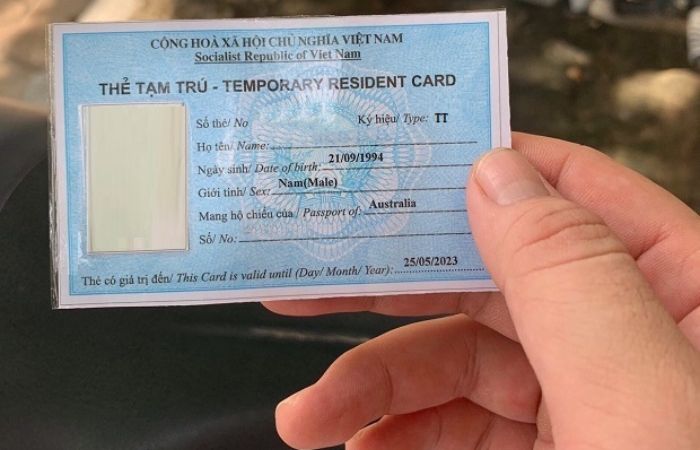 CỘNG HOÀ XÃ HỘI CHỦ NGHĨA VIỆT NAM
Socialist Republic of Viet Nam
THẺ TẠM TRÚ - TEMPORARY RESIDENT CARD
Số thẻ/ No Ký hiệu/ Type: TT
Họ tên/ Name:
Ngày sinh/ Date of birth: 21/09/1994
Giới tính/ Sex: Nam(Male)
Mang hộ chiếu của / Passport of: Australia
Số/ No:
Thẻ có giá trị đến/ This Card is valid until (Day/ Month/ Year): 25/05/2023